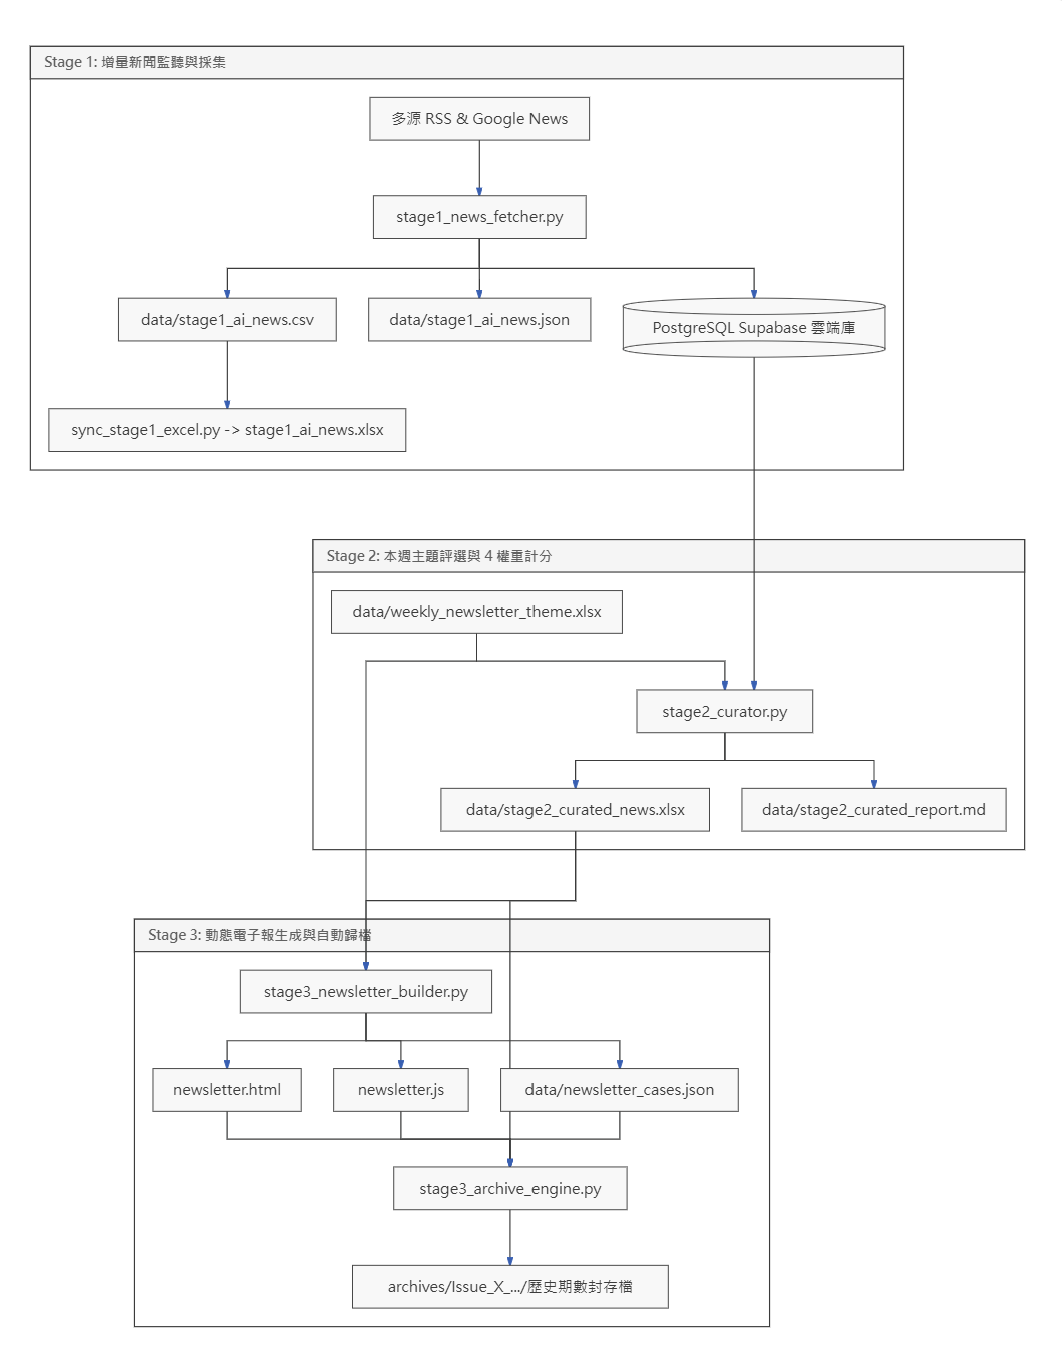 Stage 1: 增量新聞監聽與採集
多源 RSS & Google News
stage1_news_fetcher.py
data/stage1_ai_news.csv
data/stage1_ai_news.json
PostgreSQL Supabase 雲端庫
sync_stage1_excel.py -> stage1_ai_news.xlsx
Stage 2: 本週主題評選與 4 權重計分
data/weekly_newsletter_theme.xlsx
stage2_curator.py
data/stage2_curated_news.xlsx
data/stage2_curated_report.md
Stage 3: 動態電子報生成與自動歸檔
stage3_newsletter_builder.py
newsletter.html
newsletter.js
data/newsletter_cases.json
stage3_archive_engine.py
archives/Issue_X_.../歷史期數封存檔